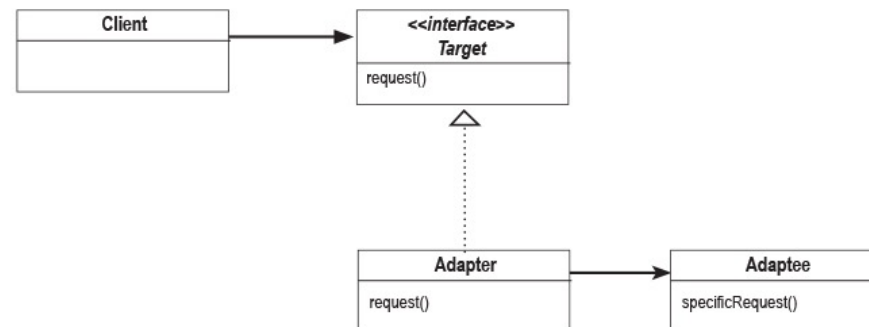 Client
<<interface>>
Target
request()
Adapter
request()
Adaptee
specificRequest()